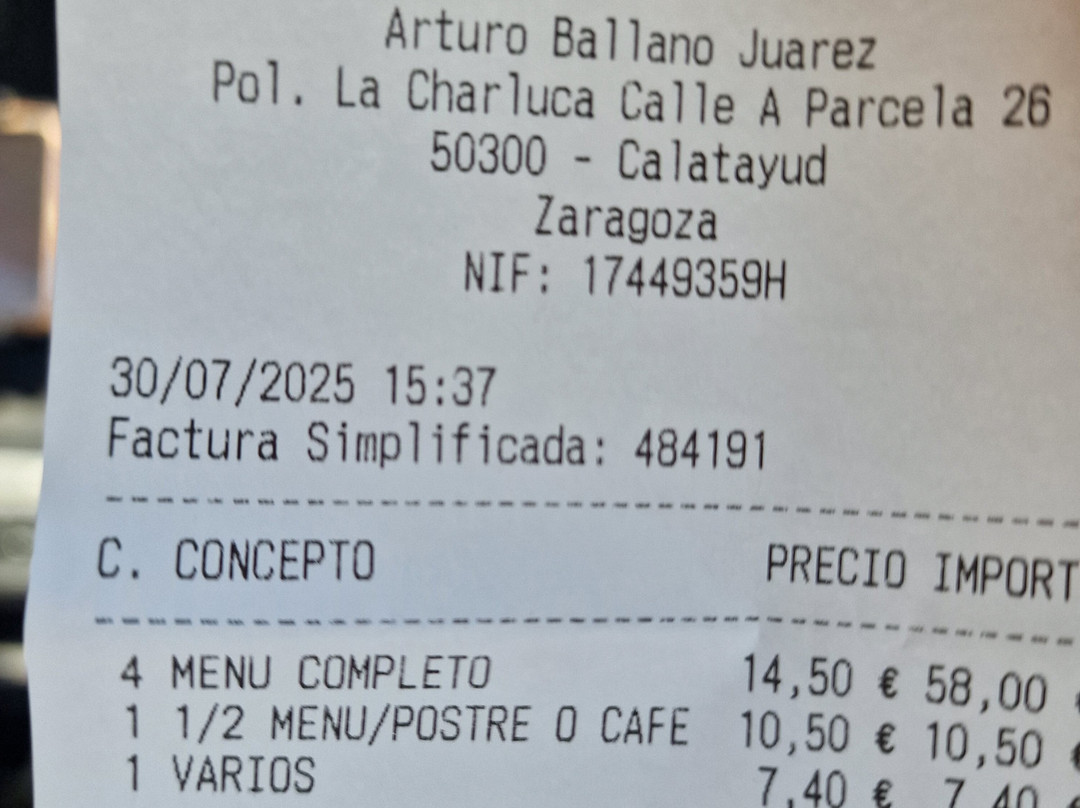 Arturo Ballano Juarez
Pol. La Charluca Calle A Parcela 26
50300 - Calatayud
Zaragoza
NIF: 17449359H
30/07/2025 15:37
Factura Simplificada: 484191
C. CONCEPTO PRECIO IMPORT
4 MENU COMPLETO 14,50 € 58,00 €
1 1/2 MENU/POSTRE O CAFE 10,50 € 10,50 €
1 VARIOS 7,40 € 7,40